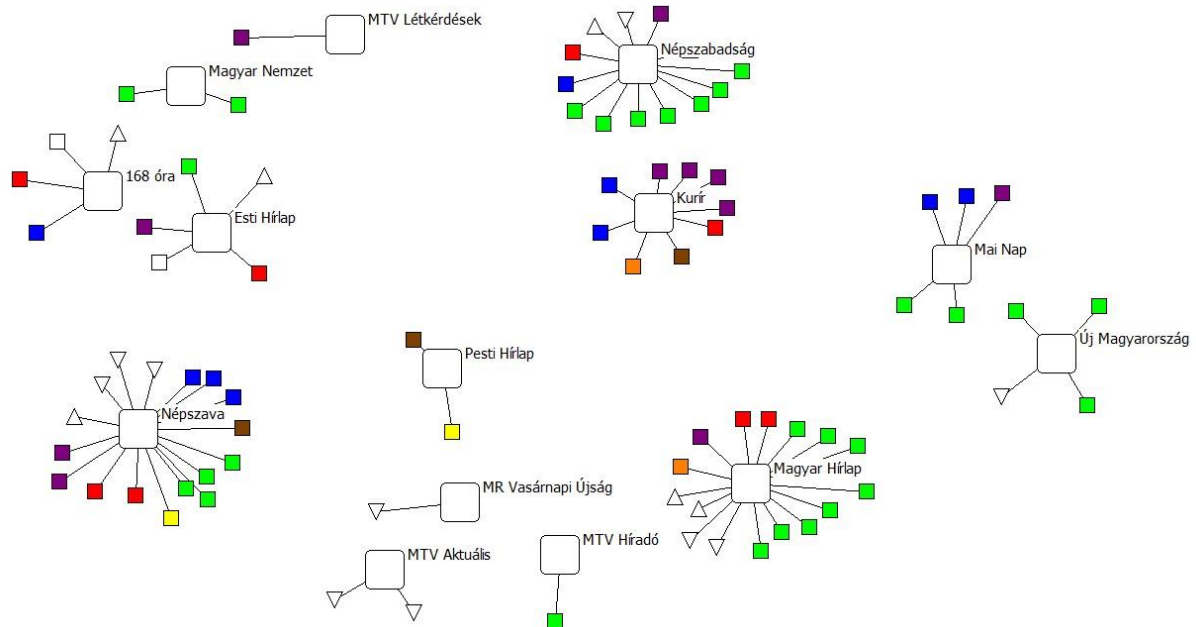 MTV Létkérdések
Népszabadság
Magyar Nemzet
168 óra
Kurír
Esti Hírlap
Mai Nap
Új Magyarország
Pesti Hírlap
Népszava
Magyar Hírlap
MR Vasárnapi Újság
MTV Híradó
MTV Aktuális